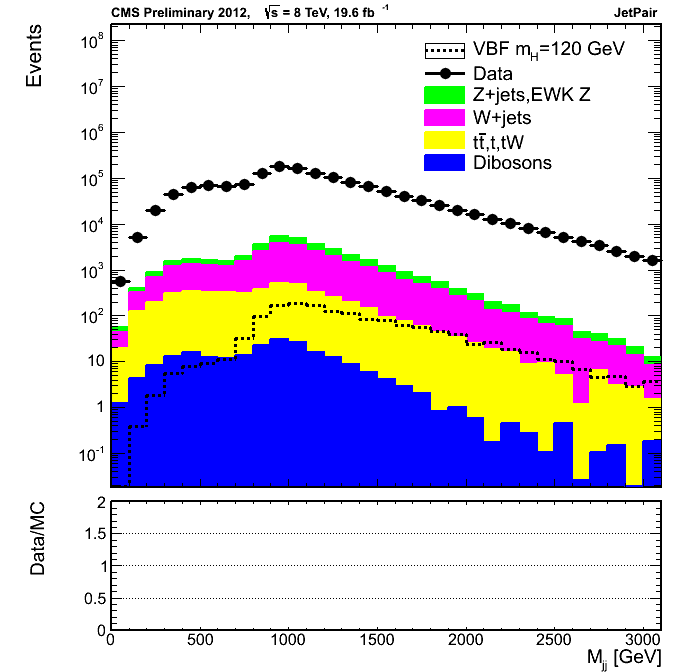 CMS Preliminary 2012, √s = 8 TeV, 19.6 fb⁻¹ JetPair
Events
10⁸
10⁷
10⁶
10⁵
10⁴
10³
10²
10
1
10⁻¹
VBF m_H=120 GeV
Data
Z+jets,EWK Z
W+jets
tt̅,t,tW
Dibosons
Data/MC
2
1.5
1
0.5
0
0 500 1000 1500 2000 2500 3000
M_jj [GeV]